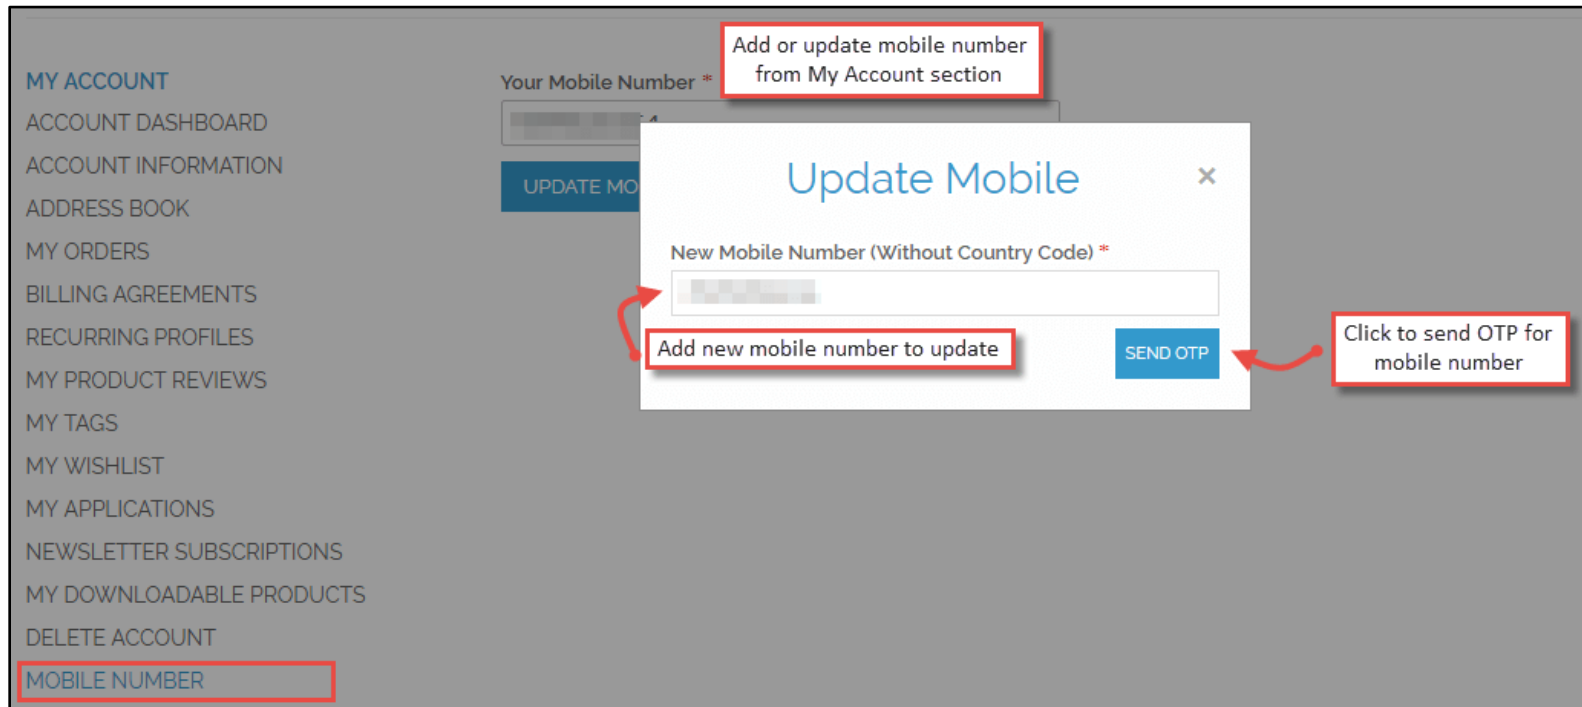 MY ACCOUNT
ACCOUNT DASHBOARD
ACCOUNT INFORMATION
ADDRESS BOOK
MY ORDERS
BILLING AGREEMENTS
RECURRING PROFILES
MY PRODUCT REVIEWS
MY TAGS
MY WISHLIST
MY APPLICATIONS
NEWSLETTER SUBSCRIPTIONS
MY DOWNLOADABLE PRODUCTS
DELETE ACCOUNT
MOBILE NUMBER
Add or update mobile number
from My Account section
Your Mobile Number *
UPDATE MO
Update Mobile ×
New Mobile Number (Without Country Code) *
Add new mobile number to update
SEND OTP
Click to send OTP for
mobile number